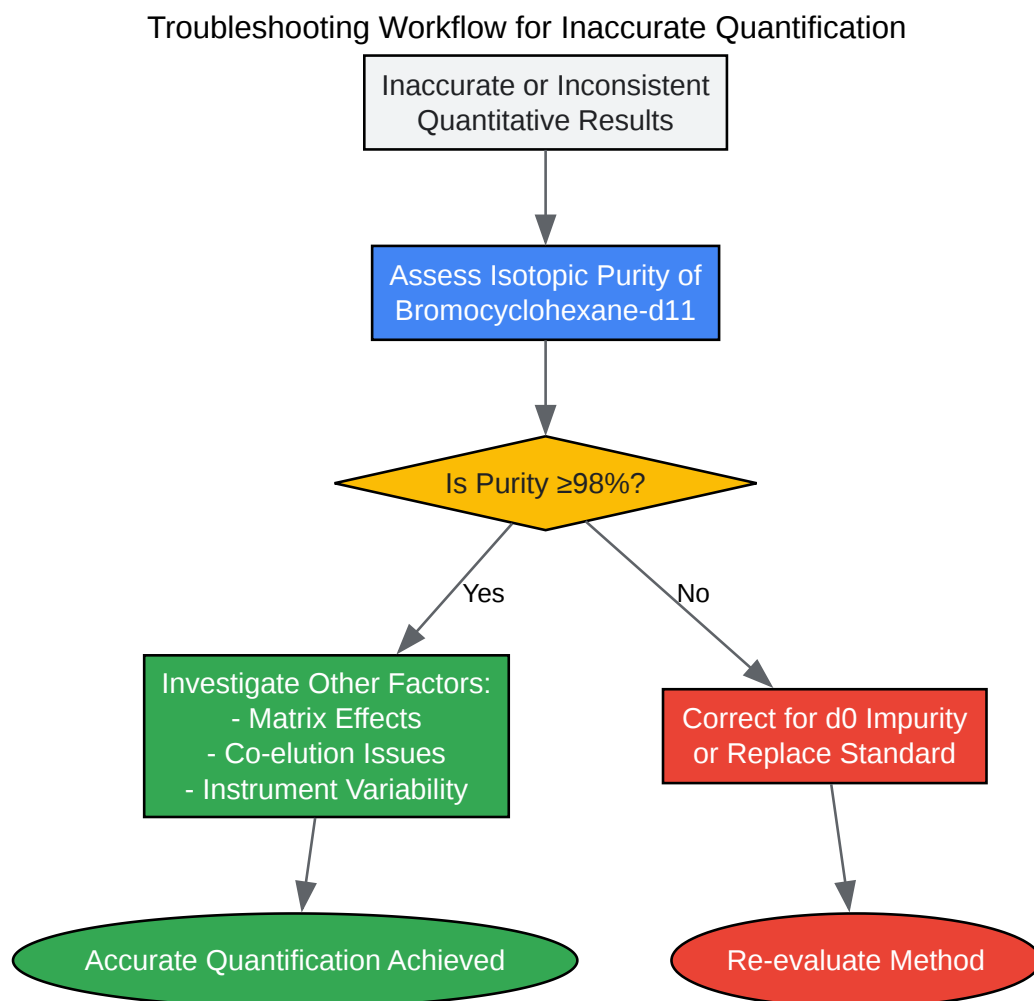 Troubleshooting Workflow for Inaccurate Quantification
Inaccurate or Inconsistent
Quantitative Results
Assess Isotopic Purity of
Bromocyclohexane-d11
Is Purity ≥98%?
Yes
No
Investigate Other Factors:
- Matrix Effects
- Co-elution Issues
- Instrument Variability
Correct for d0 Impurity
or Replace Standard
Accurate Quantification Achieved
Re-evaluate Method